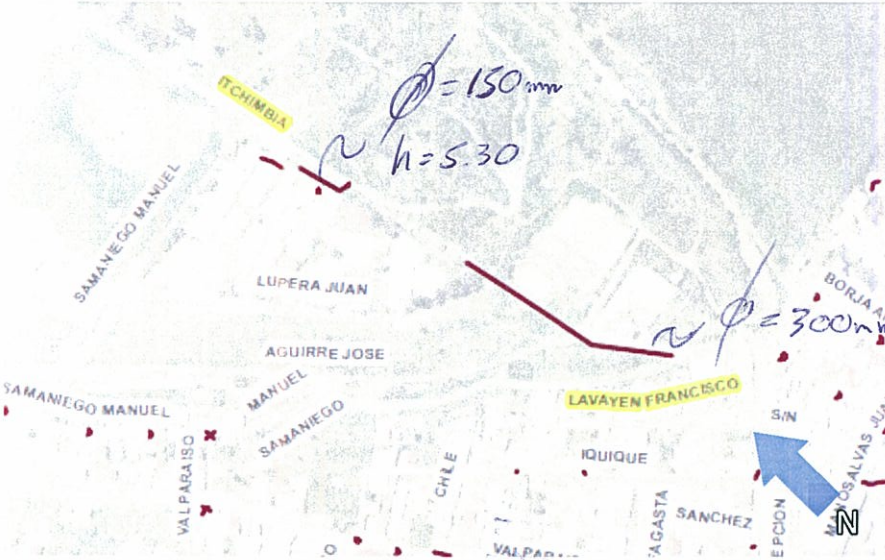 ITCHIMBIA
ϕ=150mm
h=5.30
SAMANIEGO MANUEL
LUPERA JUAN
BORJA
ϕ=300mm
AGUIRRE JOSE
MANUEL
SAMANIEGO
SAMANIEGO MANUEL
LAVAYEN FRANCISCO
S/N
VALPARAISO
CHILE
IQUIQUE
SANCHEZ
N